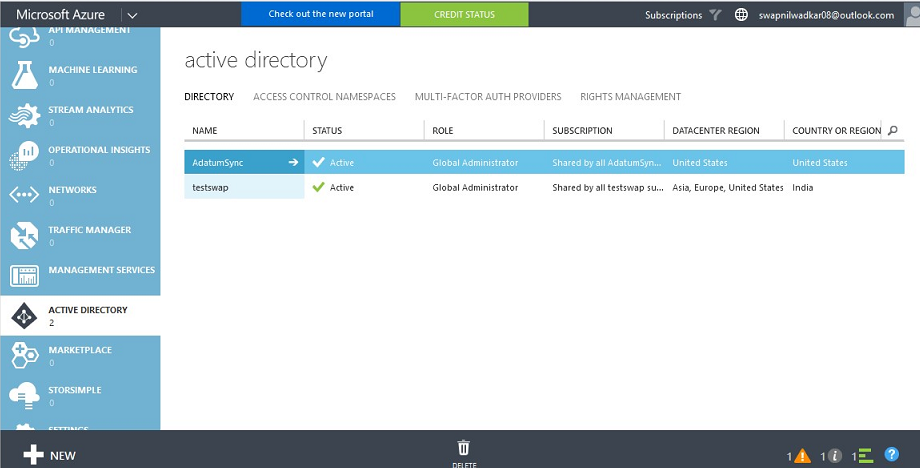 Microsoft Azure
Check out the new portal
CREDIT STATUS
Subscriptions
swapnilwadkar08@outlook.com
API MANAGEMENT
0
MACHINE LEARNING
0
STREAM ANALYTICS
0
OPERATIONAL INSIGHTS
0
NETWORKS
0
TRAFFIC MANAGER
0
MANAGEMENT SERVICES
ACTIVE DIRECTORY
2
MARKETPLACE
0
STORSIMPLE
0
SETTINGS
active directory
DIRECTORY ACCESS CONTROL NAMESPACES MULTI-FACTOR AUTH PROVIDERS RIGHTS MANAGEMENT
NAME STATUS ROLE SUBSCRIPTION DATACENTER REGION COUNTRY OR REGION
AdatumSync Active Global Administrator Shared by all AdatumSyn... United States United States
testswap Active Global Administrator Shared by all testswap su... Asia, Europe, United States India
NEW
DELETE
1 ! 1 i 1 ?